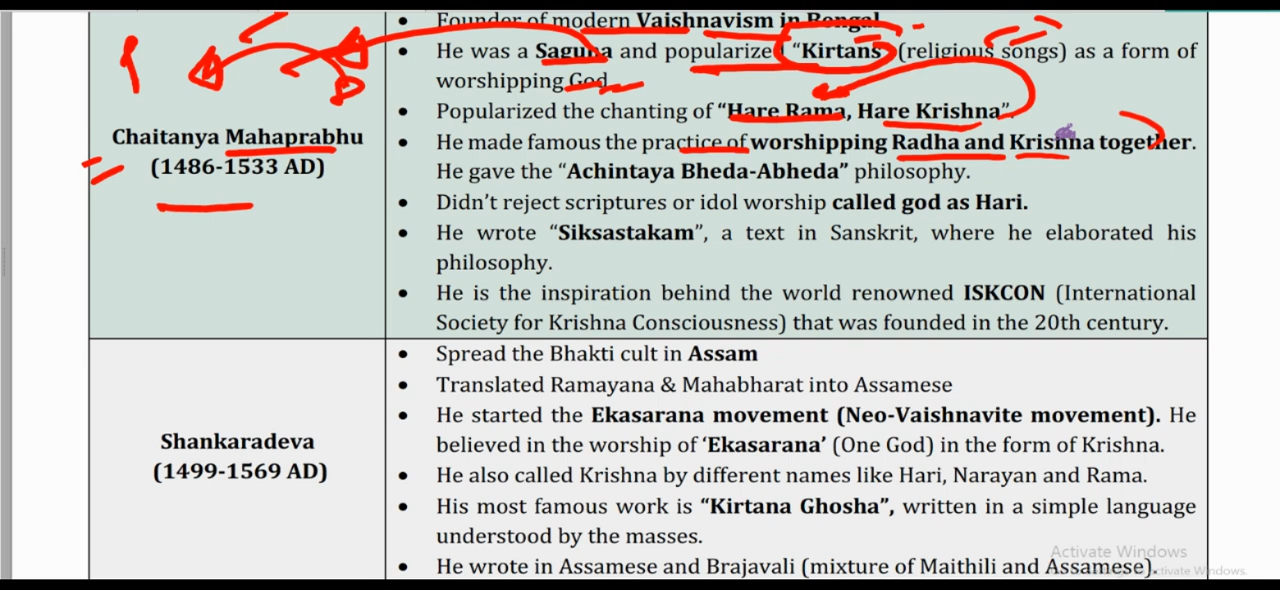 Founder of modern Vaishnavism in Bengal
He was a Saguna and popularized “Kirtans” (religious songs) as a form of
worshipping God.
Popularized the chanting of “Hare Rama, Hare Krishna”.
Chaitanya Mahaprabhu
(1486-1533 AD)
He made famous the practice of worshipping Radha and Krishna together.
He gave the “Achintaya Bheda-Abheda” philosophy.
Didn’t reject scriptures or idol worship called god as Hari.
He wrote “Siksastakam”, a text in Sanskrit, where he elaborated his
philosophy.
He is the inspiration behind the world renowned ISKCON (International
Society for Krishna Consciousness) that was founded in the 20th century.
Spread the Bhakti cult in Assam
Translated Ramayana & Mahabharat into Assamese
He started the Ekasarana movement (Neo-Vaishnavite movement). He
Shankaradeva
(1499-1569 AD)
believed in the worship of ‘Ekasarana’ (One God) in the form of Krishna.
He also called Krishna by different names like Hari, Narayan and Rama.
His most famous work is “Kirtana Ghosha”, written in a simple language
understood by the masses.
He wrote in Assamese and Brajavali (mixture of Maithili and Assamese).
Activate Windows
activate Windows.